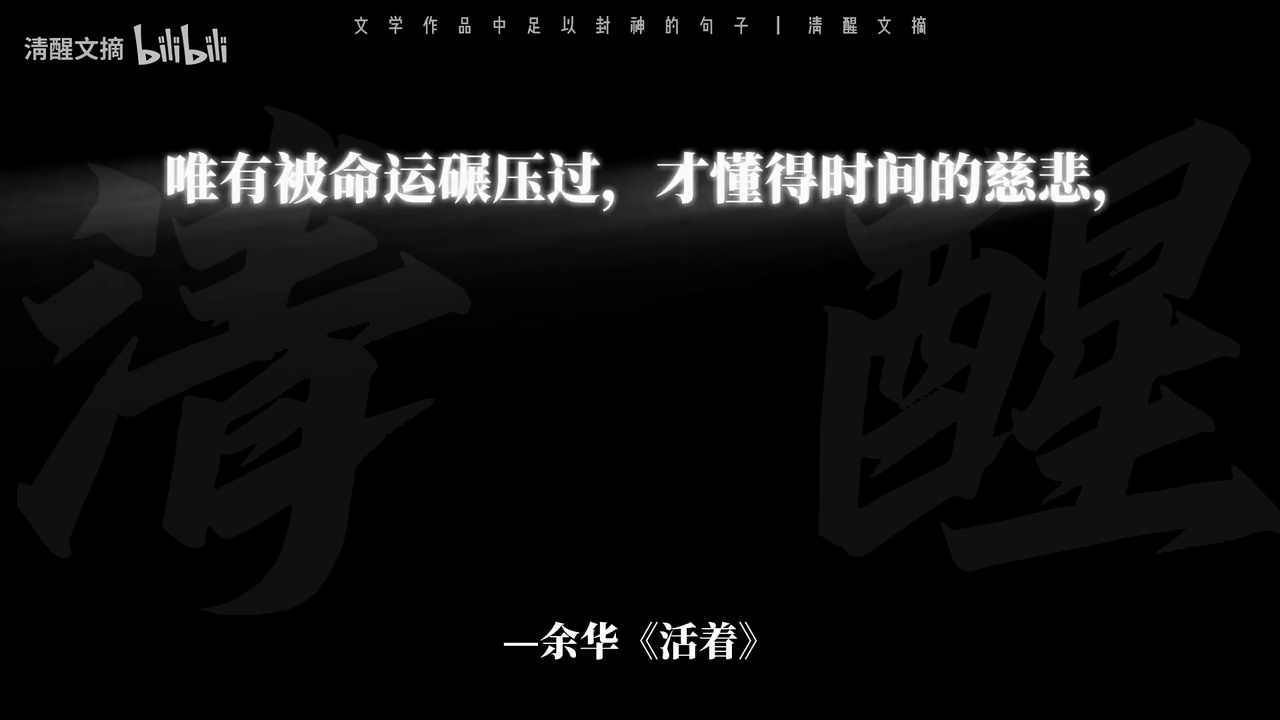 文学作品中足以封神的句子 | 清醒文摘
清醒文摘 bilibili
唯有被命运碾压过，才懂得时间的慈悲，
清醒
—余华《活着》